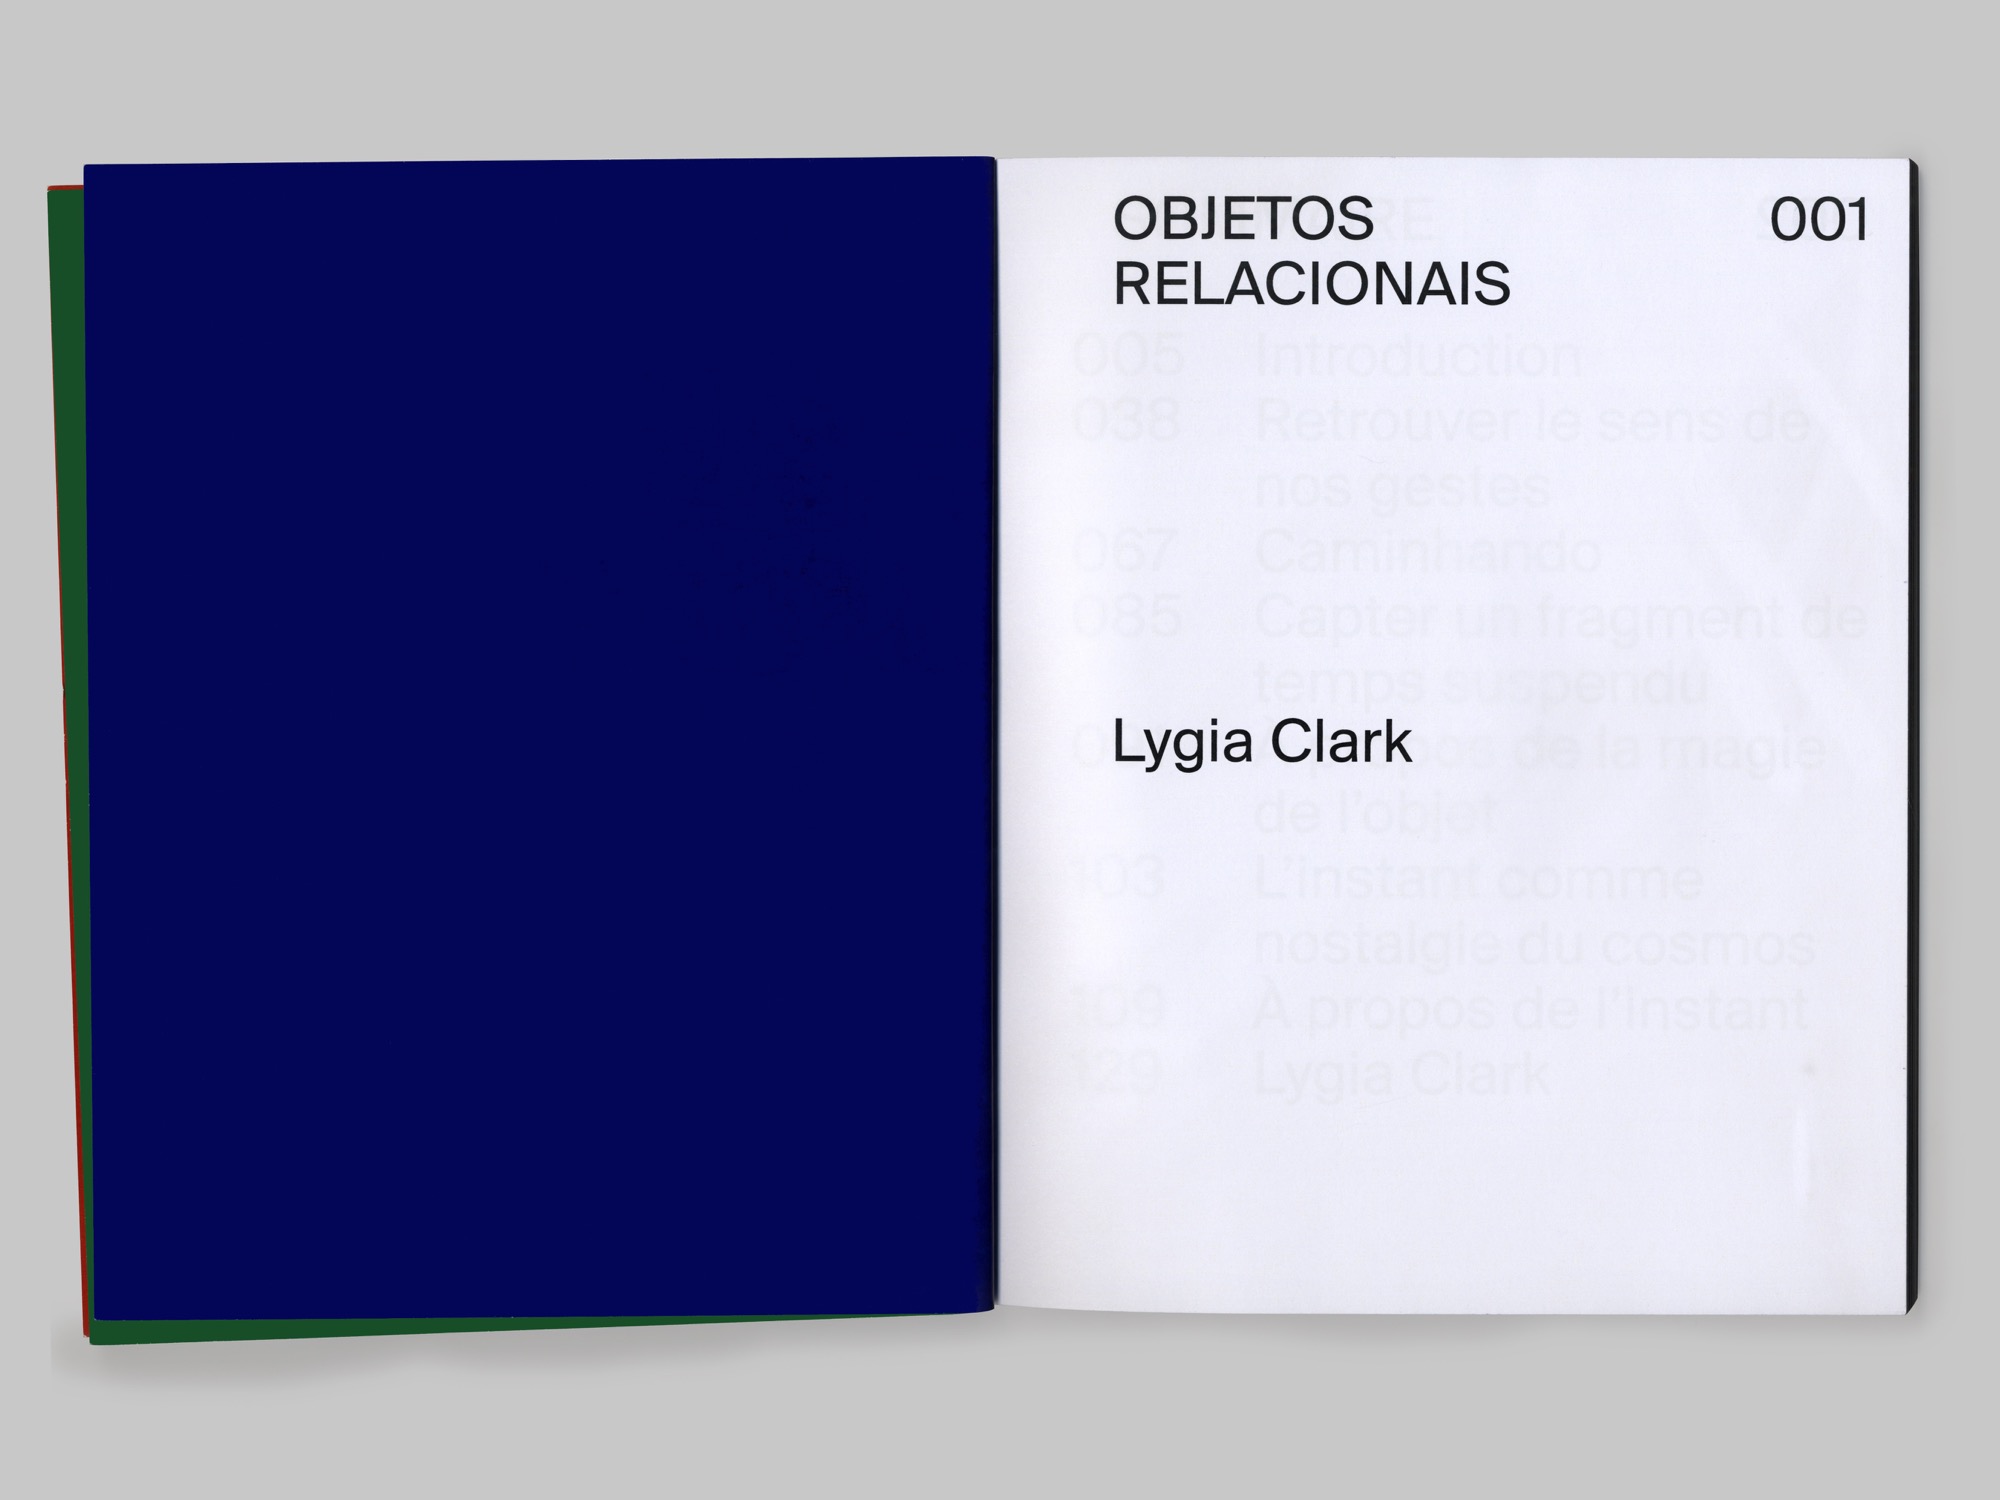 OBJETOS 001
RELACIONAIS
005 Introduction
038 Retrouver le sens de
nos gestes
067 Caminhando
085 Capter un fragment de
temps suspendu
Lygia Clark
de la magie
de l'objet
103 L'instant comme
nostalgie du cosmos
109 À propos de l'instant
129 Lygia Clark